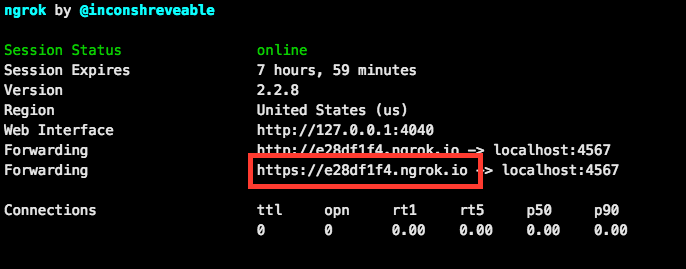 ngrok by @inconshreveable
Session Status online
Session Expires 7 hours, 59 minutes
Version 2.2.8
Region United States (us)
Web Interface http://127.0.0.1:4040
Forwarding http://e28df1f4.ngrok.io -> localhost:4567
Forwarding https://e28df1f4.ngrok.io -> localhost:4567
Connections ttl opn rt1 rt5 p50 p90
0 0 0.00 0.00 0.00 0.00